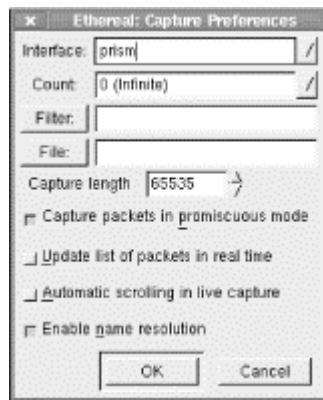 Ethereal: Capture Preferences
Interface: prism
Count: 0 (Infinite)
Filter:
File:
Capture length 65535
Capture packets in promiscuous mode
Update list of packets in real time
Automatic scrolling in live capture
Enable name resolution
OK Cancel